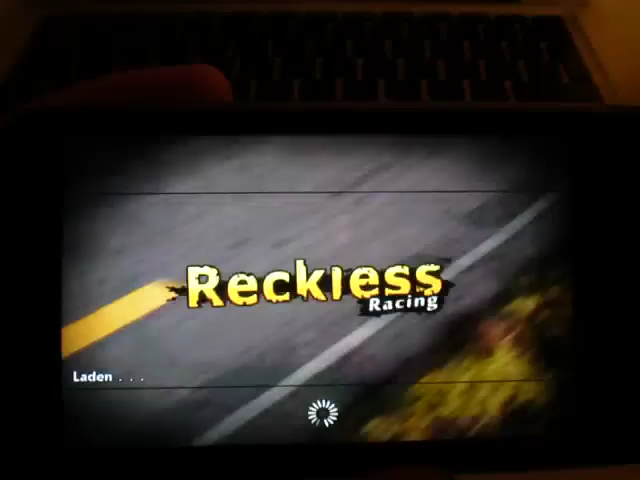 Reckless
Racing
Laden . . .